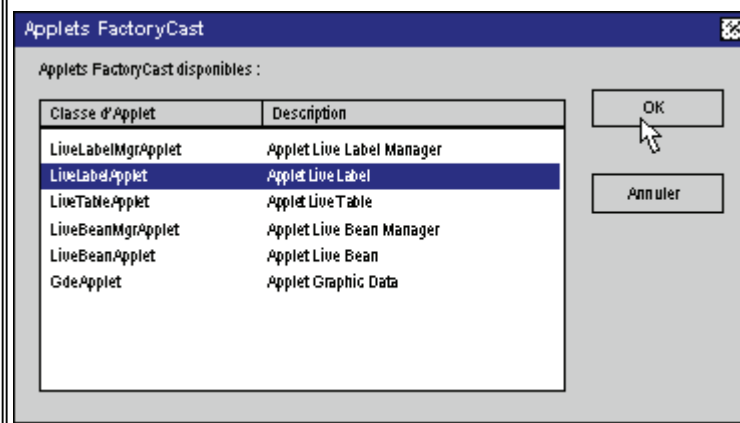 Applets FactoryCast
Applets FactoryCast disponibles :
Classe d'Applet Description
OK
LiveLabelMgrApplet Applet Live Label Manager
LiveLabelApplet Applet Live Label
LiveTableApplet Applet Live Table
Annuler
LiveBeanMgrApplet Applet Live Bean Manager
LiveBeanApplet Applet Live Bean
GdeApplet Applet Graphic Data